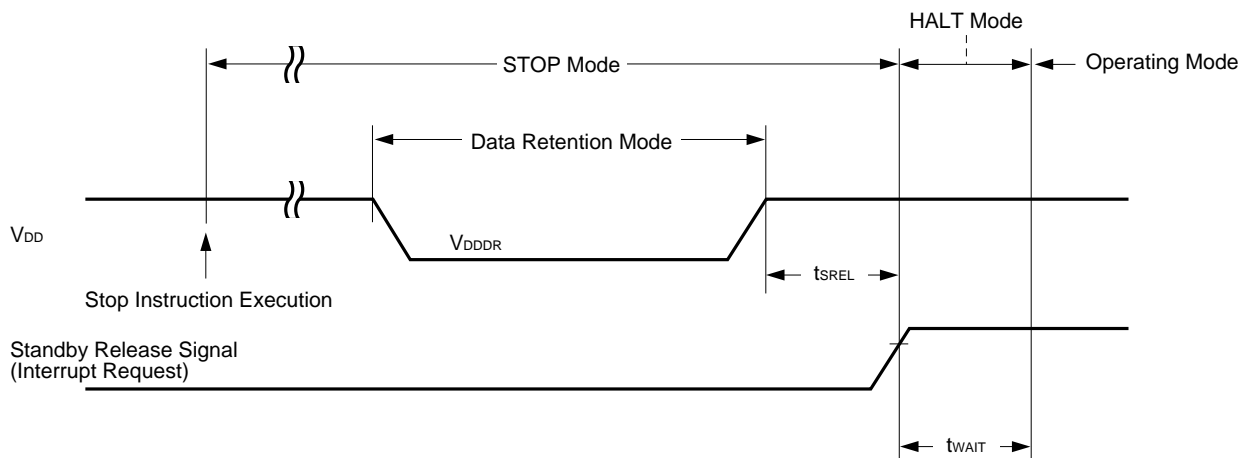 HALT Mode
STOP Mode
Operating Mode
Data Retention Mode
VDD
VDDDR
tSREL
Stop Instruction Execution
Standby Release Signal
(Interrupt Request)
tWAIT